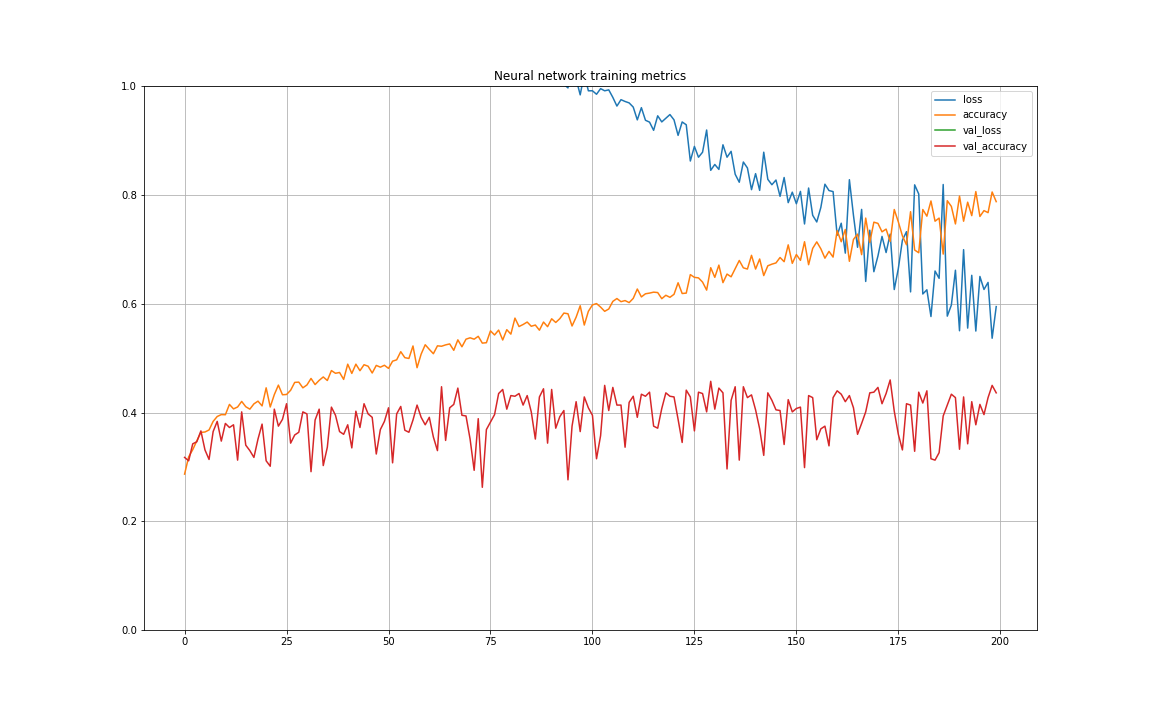 Neural network training metrics
1.0
loss
accuracy
val_loss
val_accuracy
0.8
0.6
0.4
0.2
0.0
0 25 50 75 100 125 150 175 200